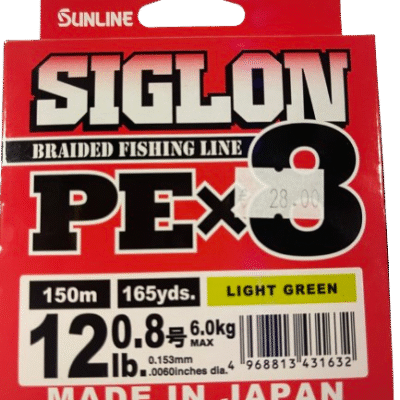 SUNLINE
SIGLON
BRAIDED FISHING LINE
PE×8
28.00
150m 165yds. LIGHT GREEN
12lb. 0.8号 6.0kg MAX
0.153mm
.0060inches dia.
4 968813 431632
MADE IN JAPAN